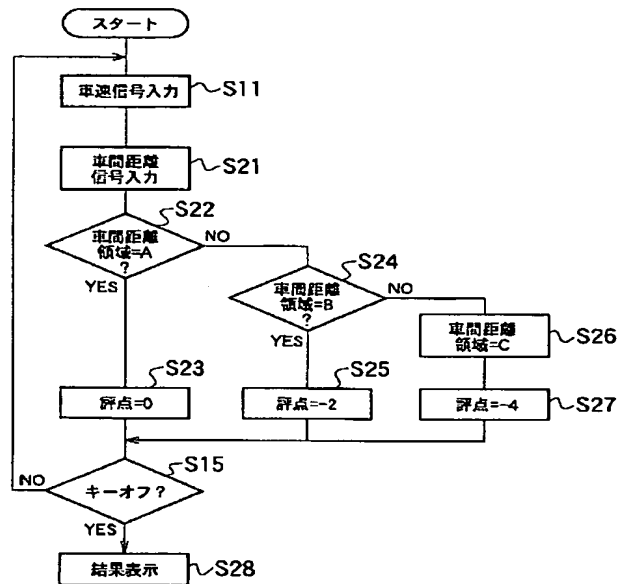 スタート
車速信号入力
S11
車間距離
信号入力
S21
S22
車間距離
領域=A
?
NO
YES
S24
車間距離
領域=B
?
NO
YES
車間距離
領域=C
S26
S23
評点=0
S25
評点=-2
評点=-4
S27
S15
キーオフ?
NO
YES
結果表示
S28